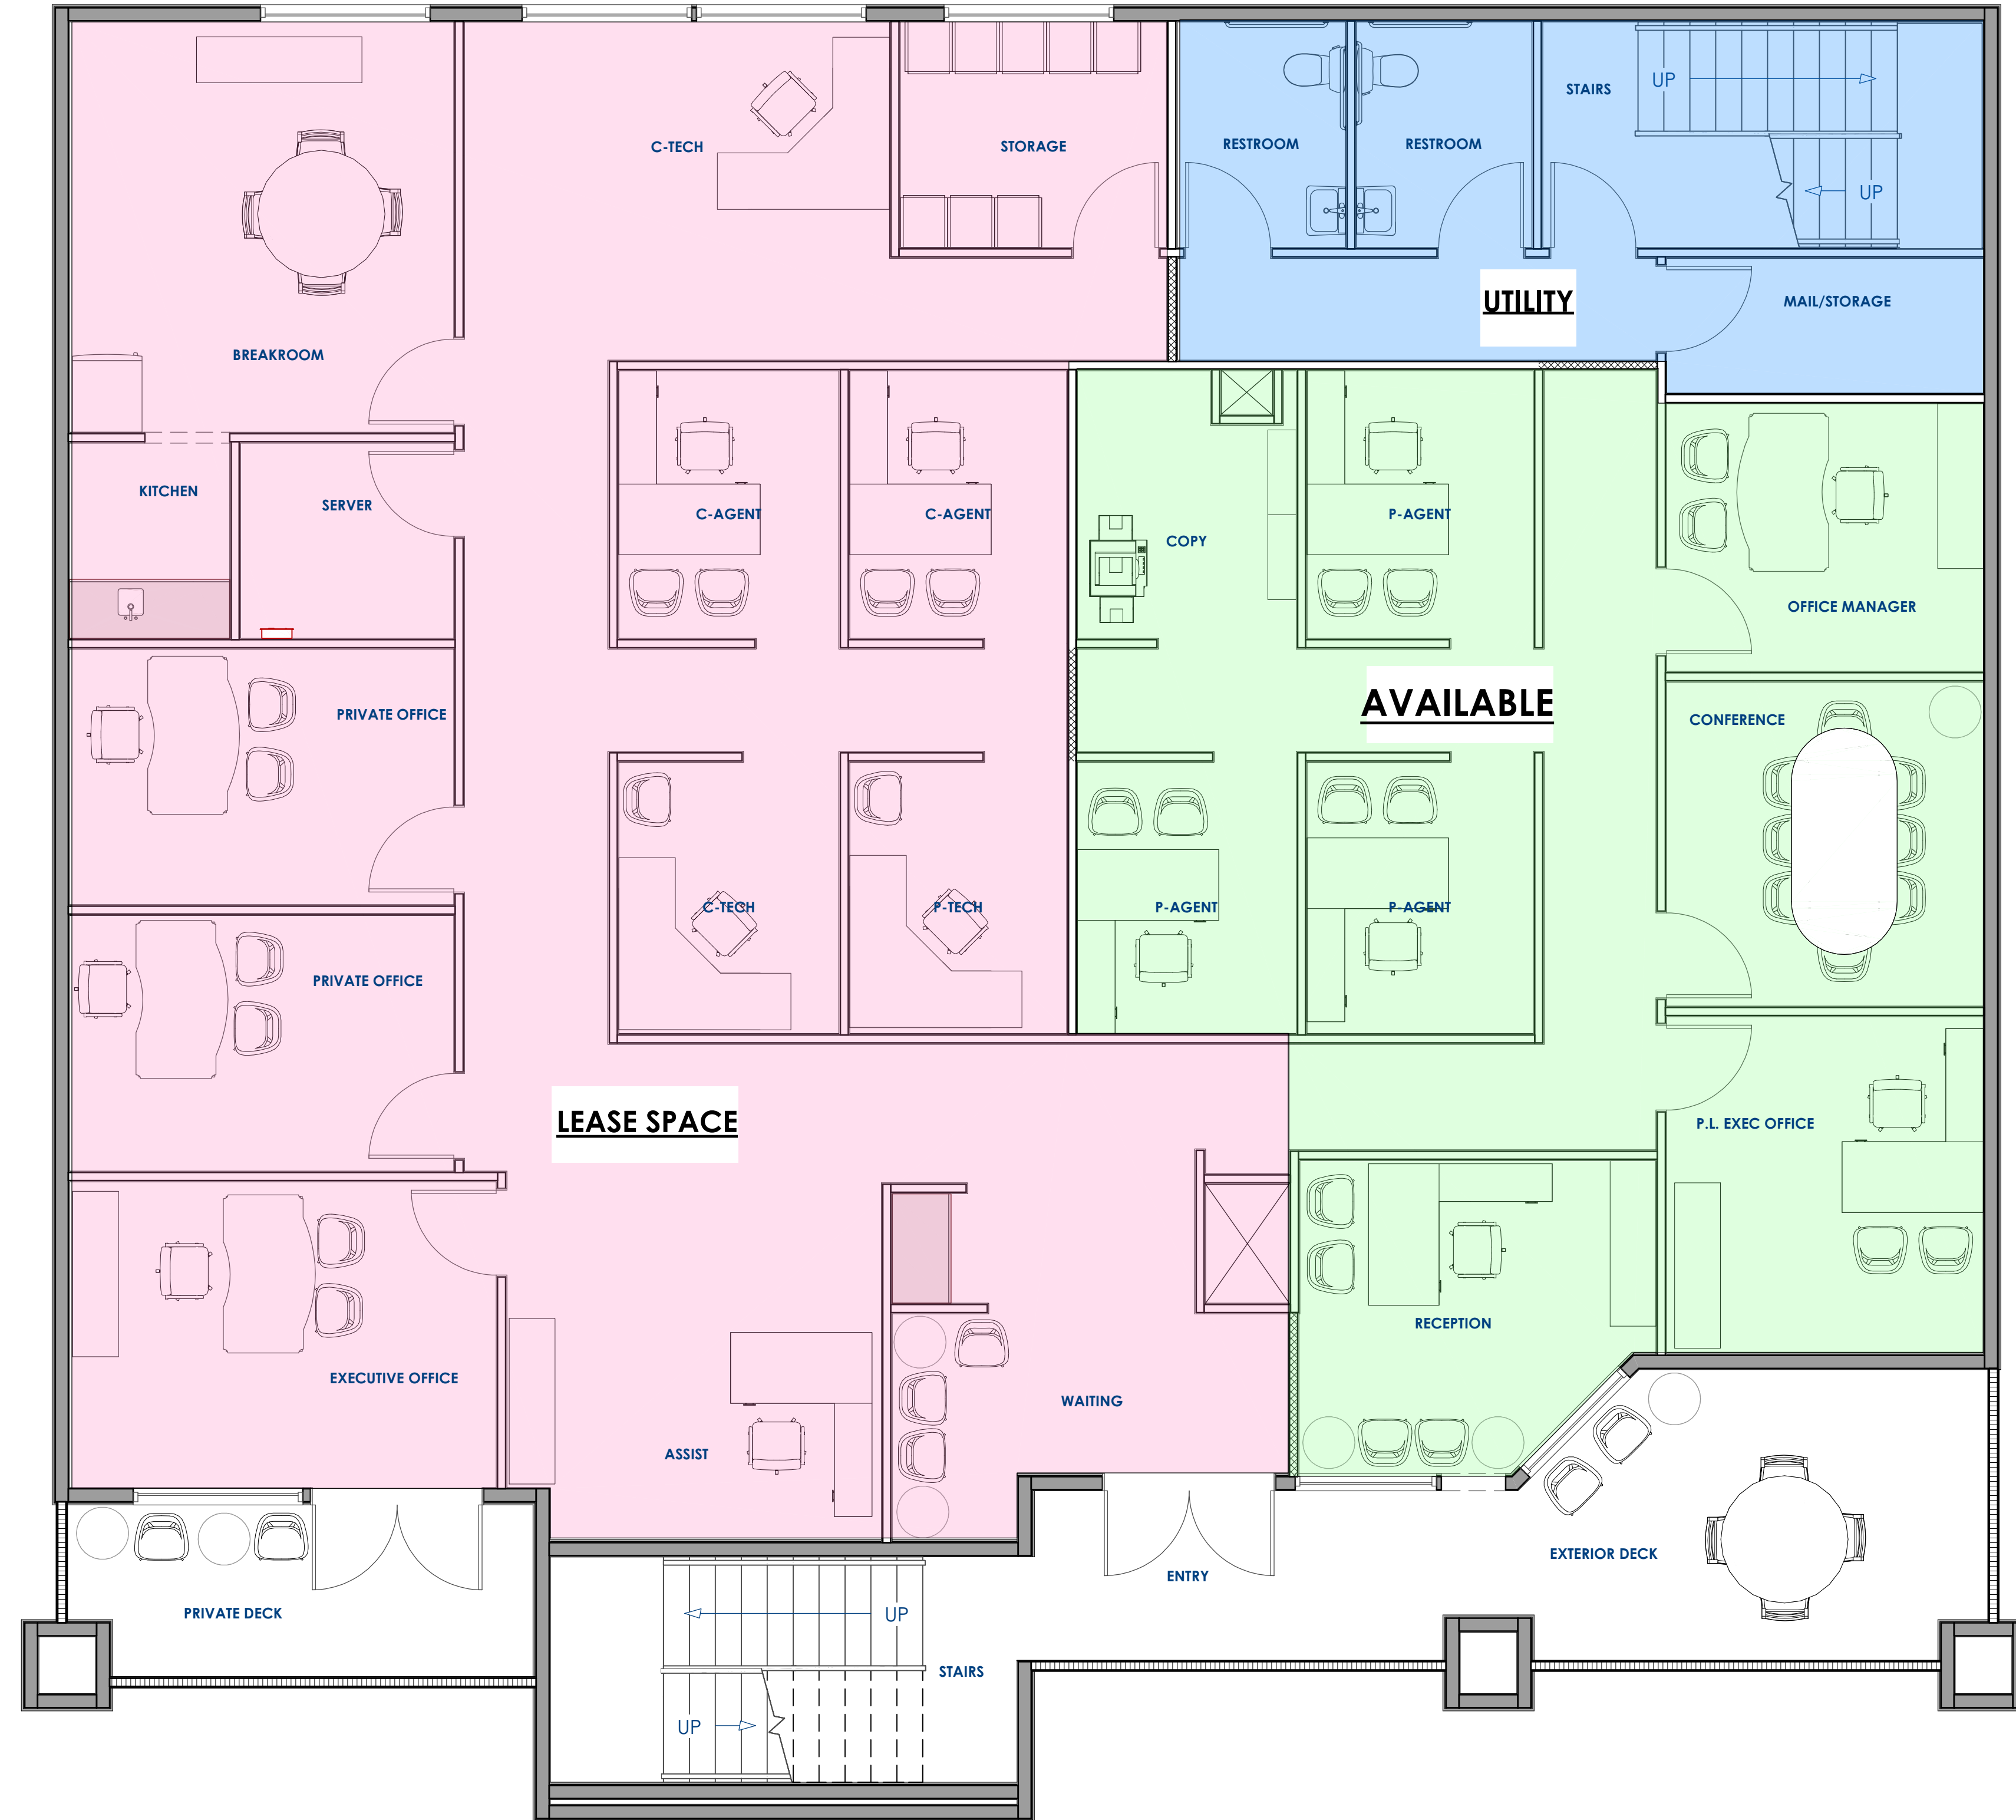 UP
STAIRS
C-TECH
STORAGE
RESTROOM
RESTROOM
UP
UTILITY
MAIL/STORAGE
BREAKROOM
KITCHEN
SERVER
C-AGENT
C-AGENT
COPY
P-AGENT
OFFICE MANAGER
PRIVATE OFFICE
AVAILABLE
CONFERENCE
C-TECH
P-TECH
P-AGENT
P-AGENT
PRIVATE OFFICE
LEASE SPACE
P.L. EXEC OFFICE
RECEPTION
EXECUTIVE OFFICE
WAITING
ASSIST
EXTERIOR DECK
ENTRY
PRIVATE DECK
UP
STAIRS
UP